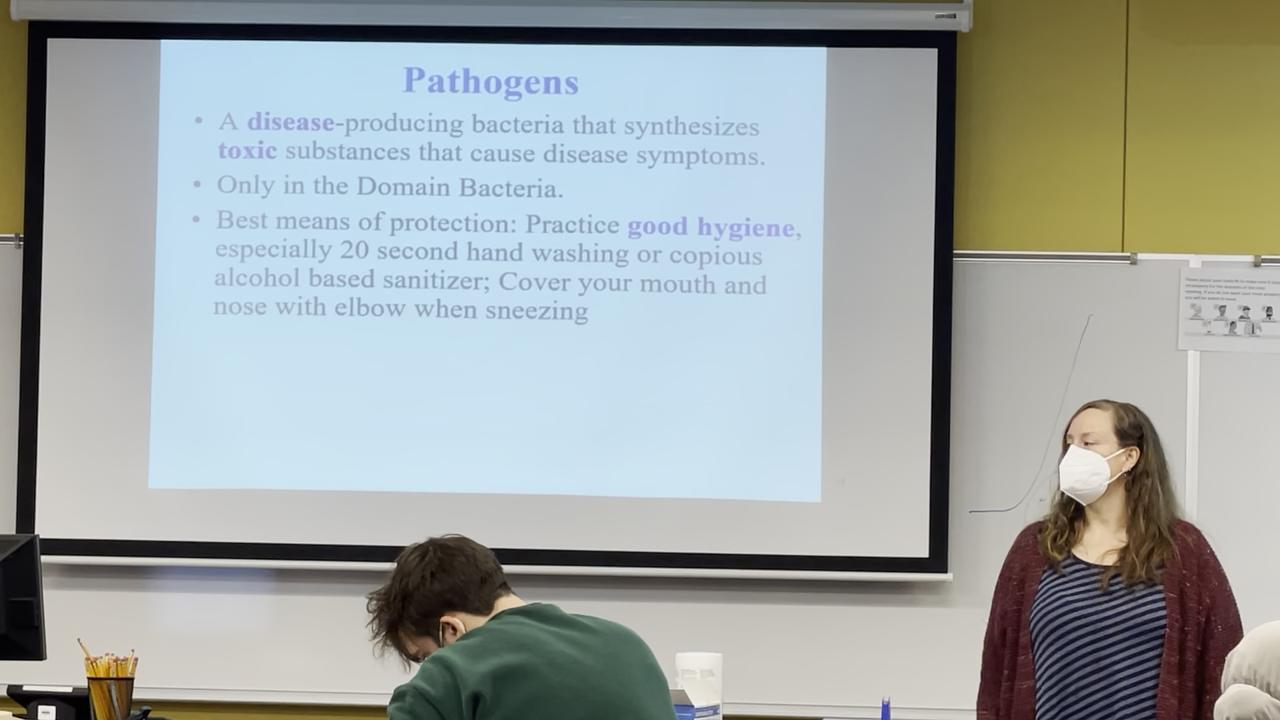 Pathogens
• A disease-producing bacteria that synthesizes
toxic substances that cause disease symptoms.
• Only in the Domain Bacteria.
• Best means of protection: Practice good hygiene,
especially 20 second hand washing or copious
alcohol based sanitizer; Cover your mouth and
nose with elbow when sneezing